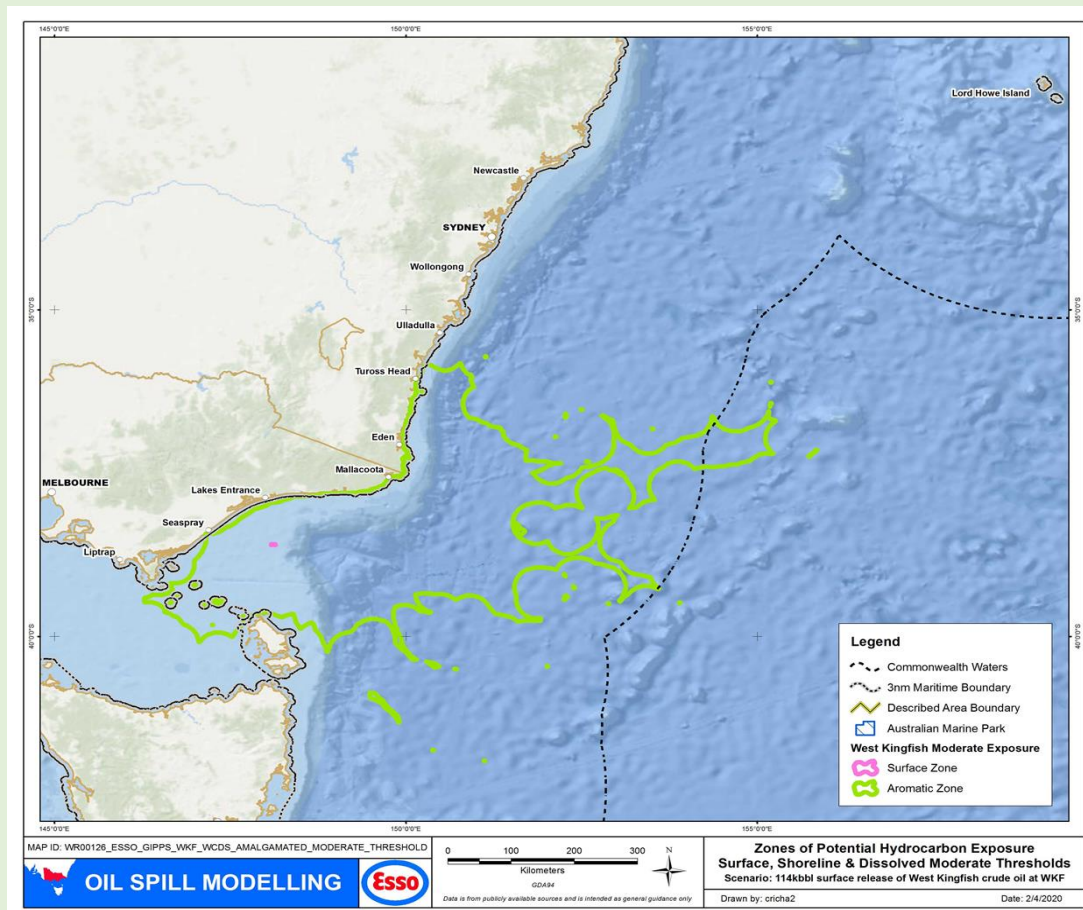 145°0'0"E
150°0'0"E
155°0'0"E
Lord Howe Island
Newcastle
SYDNEY
Wollongong
35°0'0"S
35°0'0"S
Ulladulla
Tuross Head
Eden
Mallacoota
MELBOURNE
Lakes Entrance
Seaspray
Liptrap
40°0'0"S
40°0'0"S
Legend
Commonwealth Waters
3nm Maritime Boundary
Described Area Boundary
Australian Marine Park
West Kingfish Moderate Exposure
Surface Zone
Aromatic Zone
145°0'0"E
150°0'0"E
155°0'0"E
MAP ID: WR00126_ESSO_GIPPS_WKF_WCDS_AMALGAMATED_MODERATE_THRESHOLD
OIL SPILL MODELLING
Esso
0 100 200 300
Kilometers
GDA94
N
Data is from publicly available sources and is intended as general guidance only
Zones of Potential Hydrocarbon Exposure
Surface, Shoreline & Dissolved Moderate Thresholds
Scenario: 114kbbl surface release of West Kingfish crude oil at WKF
Drawn by: cricha2
Date: 2/4/2020